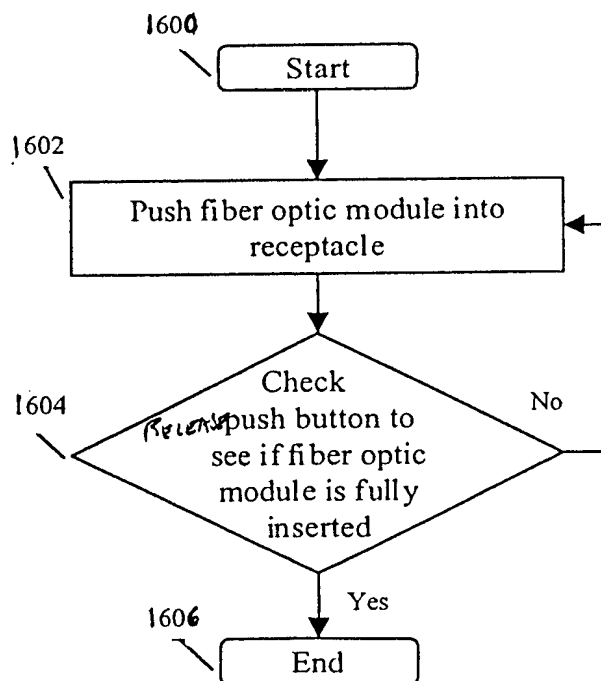 1600
Start
1602
Push fiber optic module into
receptacle
1604
Check
RELEASE push button to
see if fiber optic
module is fully
inserted
No
Yes
1606
End